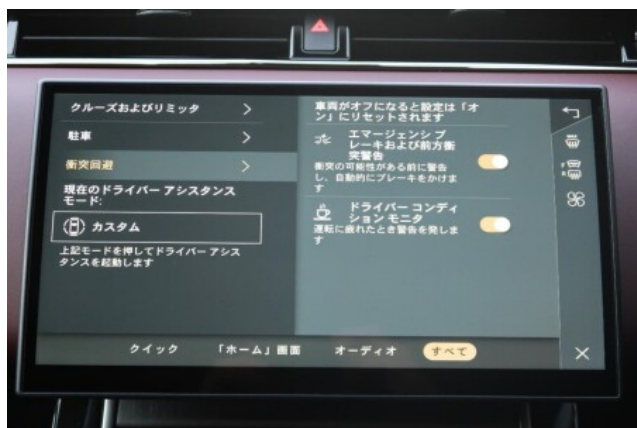 クルーズおよびリミッタ
駐車
衝突回避
現在のドライバー アシスタンス
モード:
カスタム
上記モードを押してドライバー アシス
タンスを起動します
車両がオフになると設定は「オ
ン」にリセットされます
エマージェンシ ブ
レーキおよび前方衝
突警告
衝突の可能性がある前に警告
し、自動的にブレーキをかけま
す
ドライバー コンディ
ション モニタ
運転に疲れたとき警告を発しま
す
クイック 「ホーム」画面 オーディオ すべて